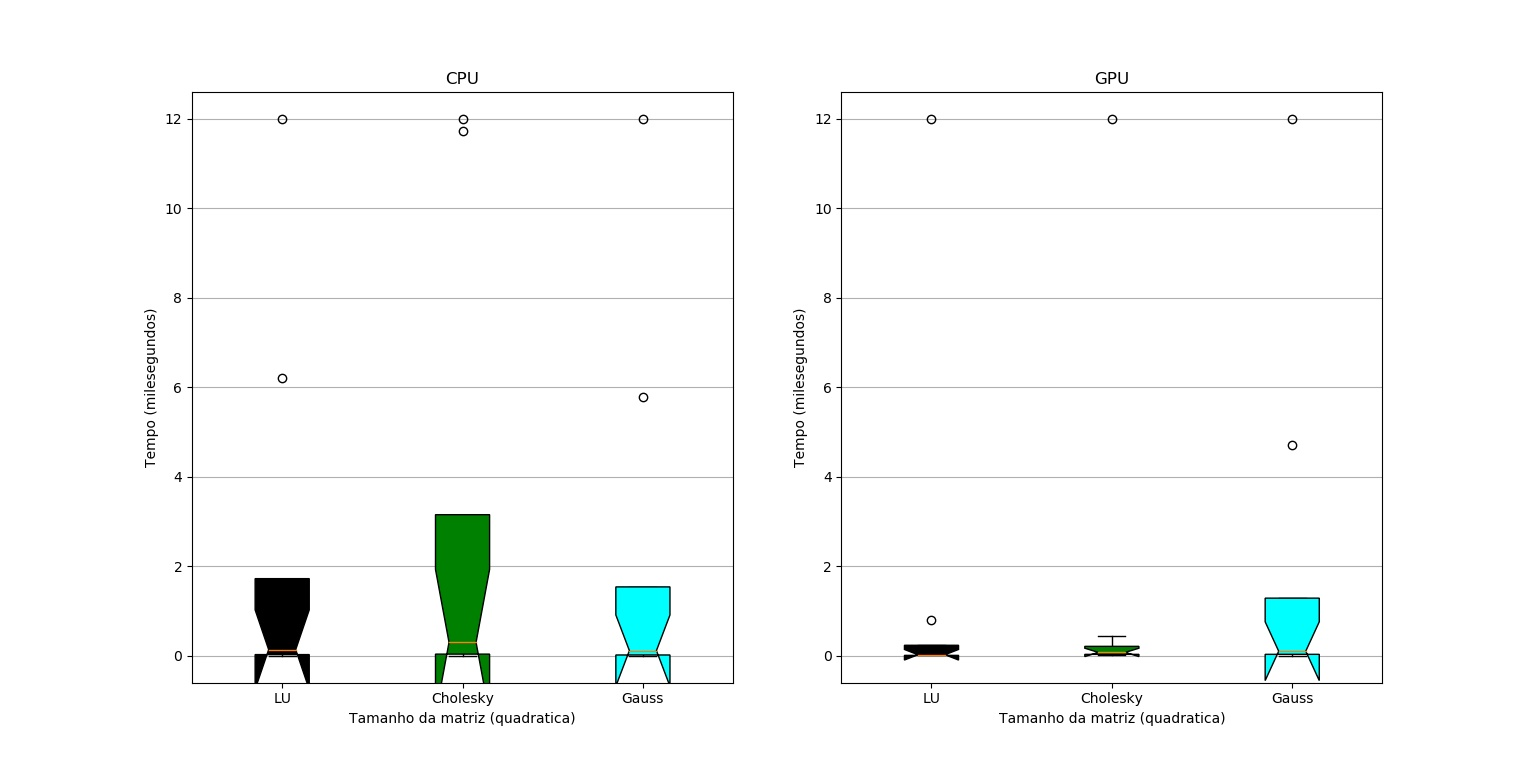 CPU
12
10
8
6
4
2
0
Tempo (milesegundos)
LU
Cholesky
Gauss
Tamanho da matriz (quadratica)
GPU
12
10
8
6
4
2
0
Tempo (milesegundos)
LU
Cholesky
Gauss
Tamanho da matriz (quadratica)